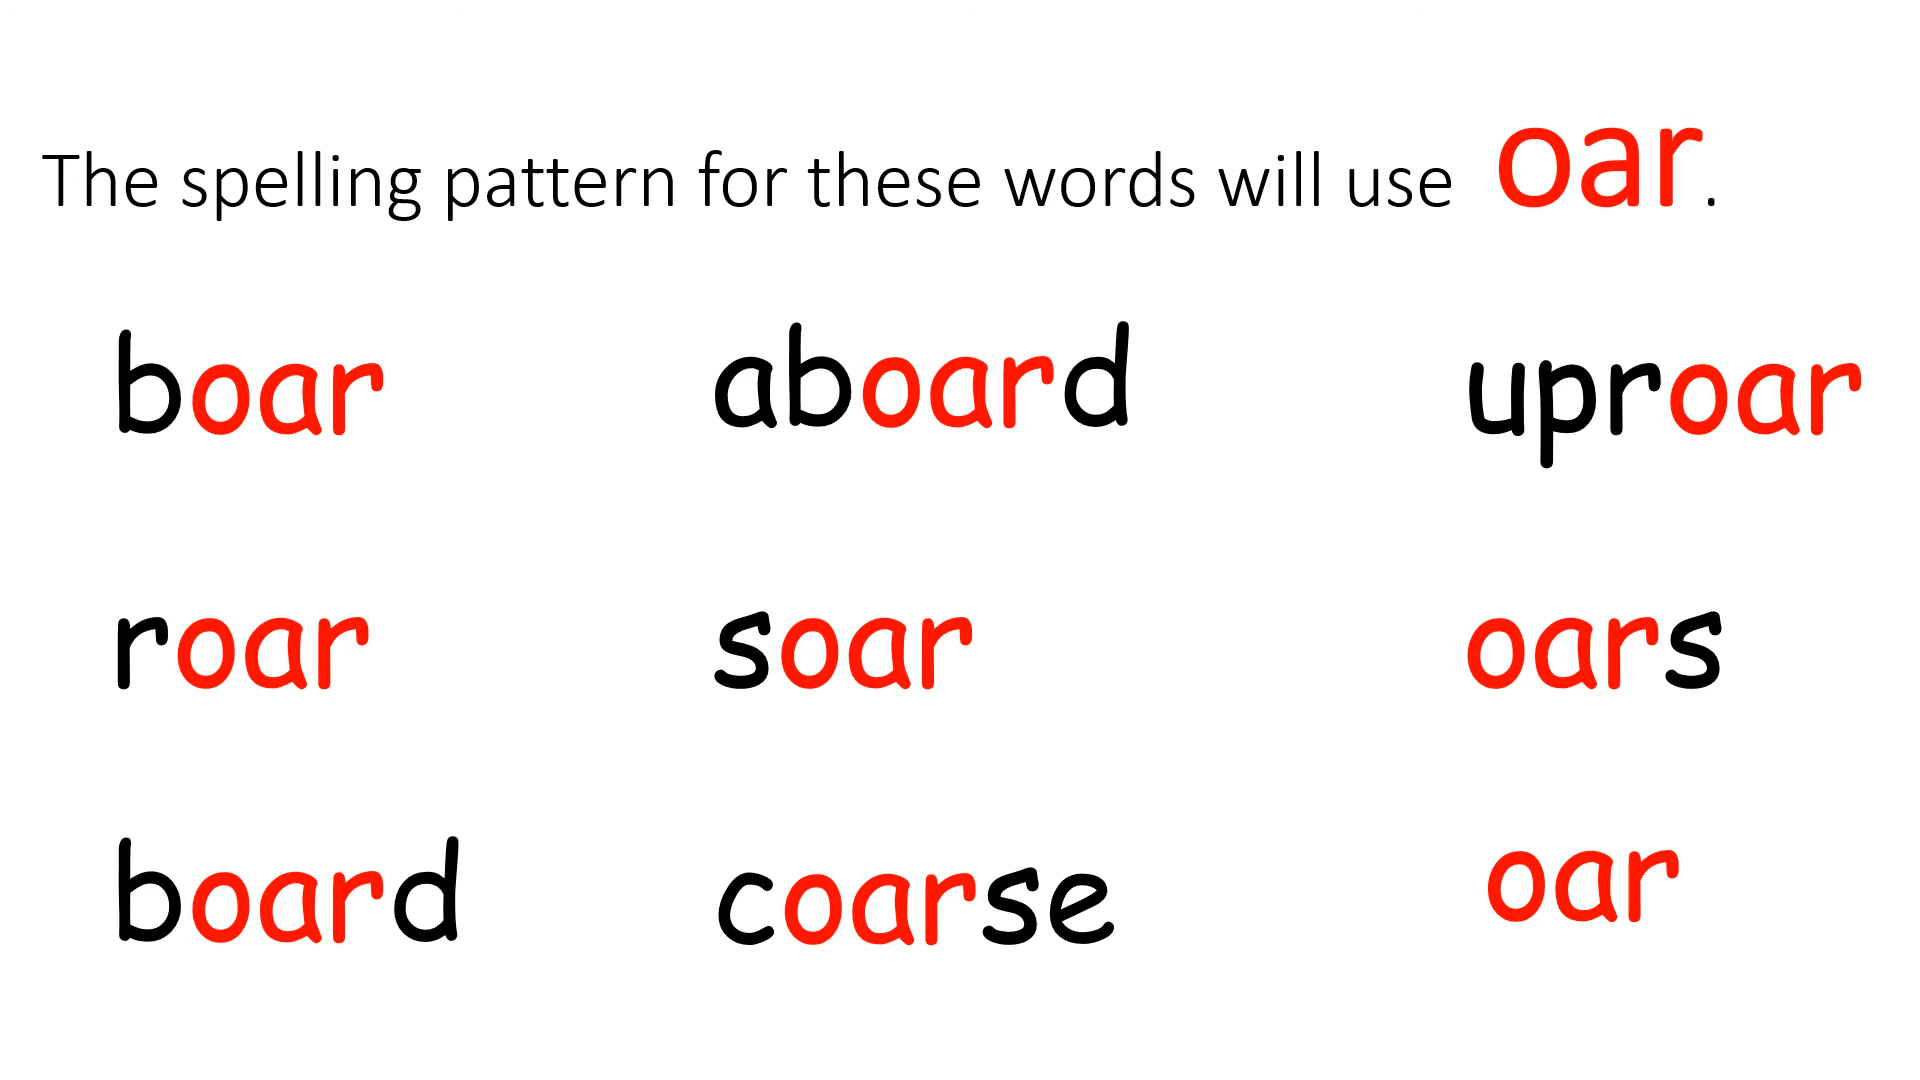 The spelling pattern for these words will use oar.
boar aboard uproar
roar soar oars
board coarse oar